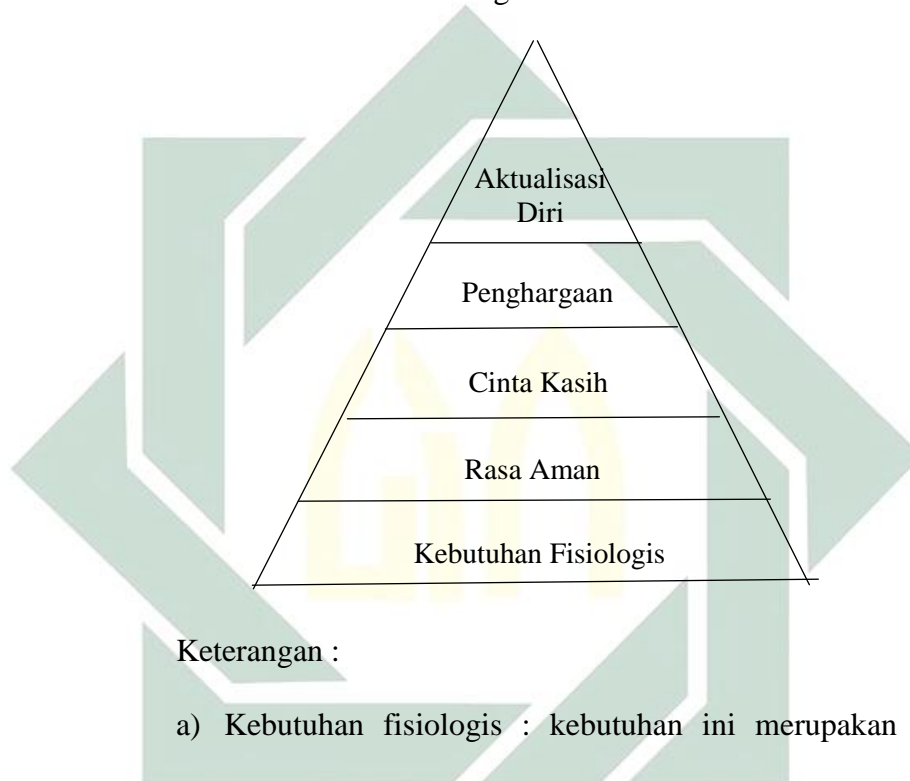 Aktualisasi
Diri
Penghargaan
Cinta Kasih
Rasa Aman
Kebutuhan Fisiologis
Keterangan :
a) Kebutuhan fisiologis : kebutuhan ini merupakan